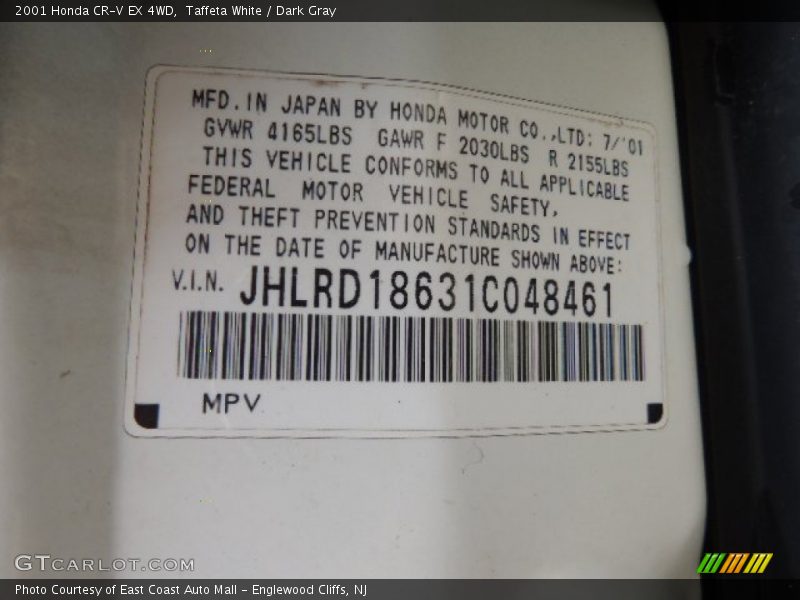 2001 Honda CR-V EX 4WD,  Taffeta White / Dark Gray
MFD. IN JAPAN BY HONDA MOTOR CO.,LTD; 7/'01
GVWR 4165LBS GAWR F 2030LBS R 2155LBS
THIS VEHICLE CONFORMS TO ALL APPLICABLE
FEDERAL MOTOR VEHICLE SAFETY,
AND THEFT PREVENTION STANDARDS IN EFFECT
ON THE DATE OF MANUFACTURE SHOWN ABOVE:
V.I.N. JHLRD18631C048461
MPV
GTCARLOT.COM
Photo Courtesy of East Coast Auto Mall - Englewood Cliffs, NJ